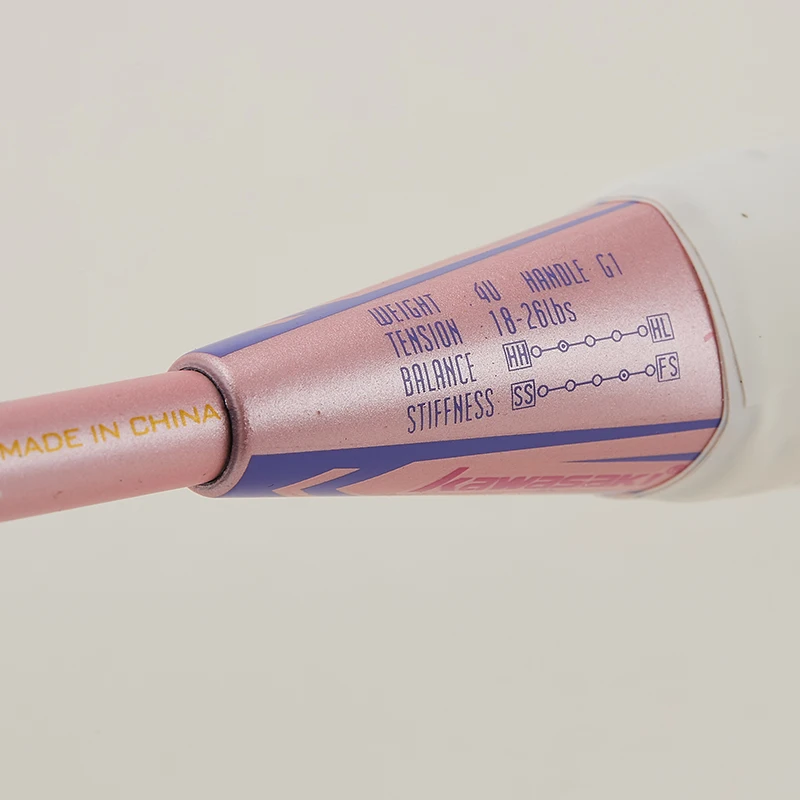 WEIGHT 4U HANDLE G1
TENSION 18-26lbs
BALANCE HH HL
STIFFNESS SS FS
MADE IN CHINA
kawasaki